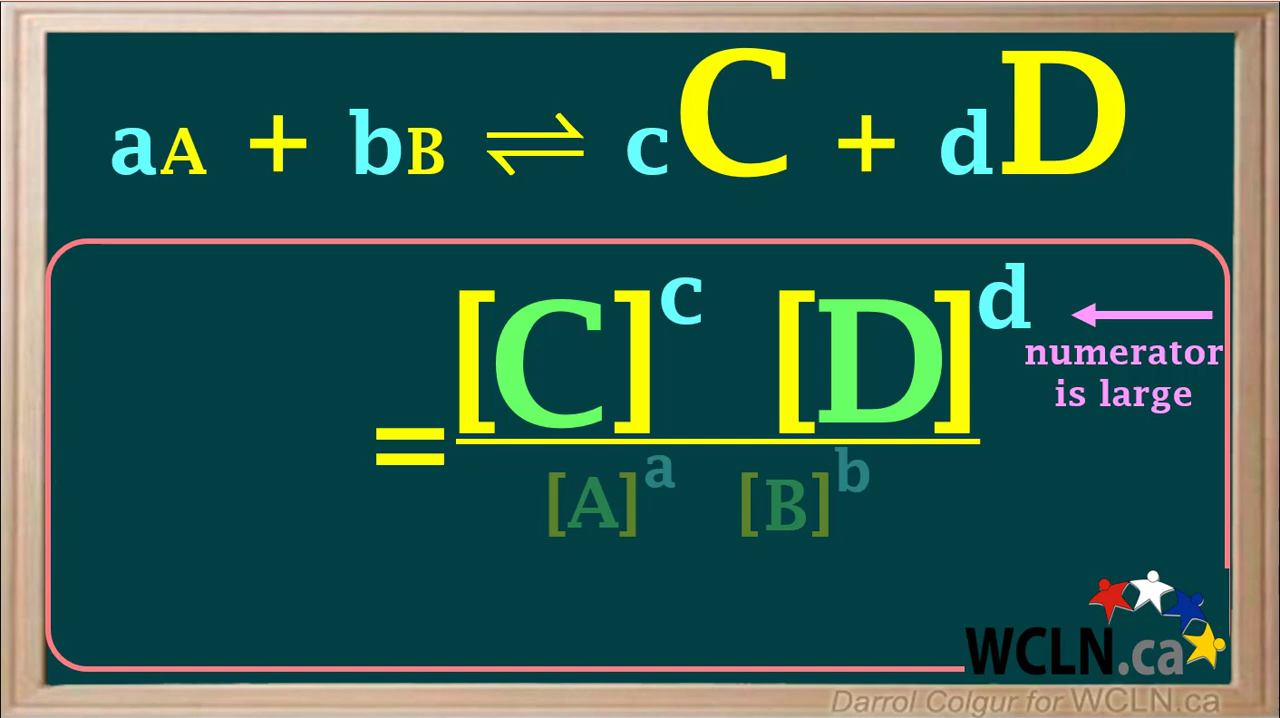 aA + bB ⇌ cC + dD
[C]^c [D]^d
numerator
is large
=
[A]^a [B]^b
WCLN.ca
Darrol Colgur for WCLN.ca